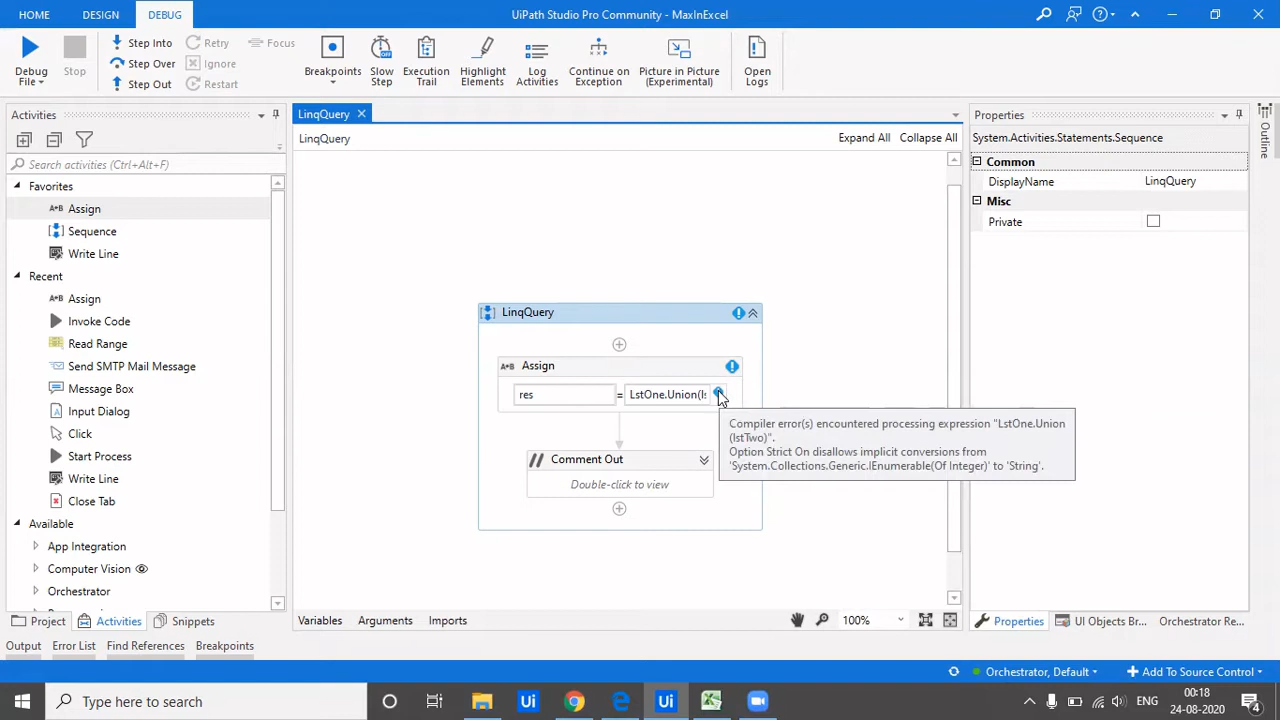 HOME
DESIGN
DEBUG
UiPath Studio Pro Community - MaxInExcel
Debug File
Stop
Step Into
Step Over
Step Out
Retry
Ignore
Restart
Focus
Breakpoints
Slow Step
Execution Trail
Highlight Elements
Log Activities
Continue on Exception
Picture in Picture (Experimental)
Open Logs
Activities
Search activities (Ctrl+Alt+F)
Favorites
A*B Assign
Sequence
Write Line
Recent
A*B Assign
Invoke Code
Read Range
Send SMTP Mail Message
Message Box
Input Dialog
Click
Start Process
Write Line
Close Tab
Available
App Integration
Computer Vision
Orchestrator
Project
Activities
Snippets
LinqQuery
LinqQuery
Expand All
Collapse All
LinqQuery
A*B Assign
res = LstOne.Union(ls
Compiler error(s) encountered processing expression "LstOne.Union
(lstTwo)".
Option Strict On disallows implicit conversions from
'System.Collections.Generic.IEnumerable(Of Integer)' to 'String'.
// Comment Out
Double-click to view
Variables
Arguments
Imports
100%
Properties
System.Activities.Statements.Sequence
Common
DisplayName LinqQuery
Misc
Private
Outline
Properties
UI Objects Br...
Orchestrator Re...
Output
Error List
Find References
Breakpoints
Orchestrator, Default
Add To Source Control
Type here to search
Ui
Ui
ENG
00:18
24-08-2020
4